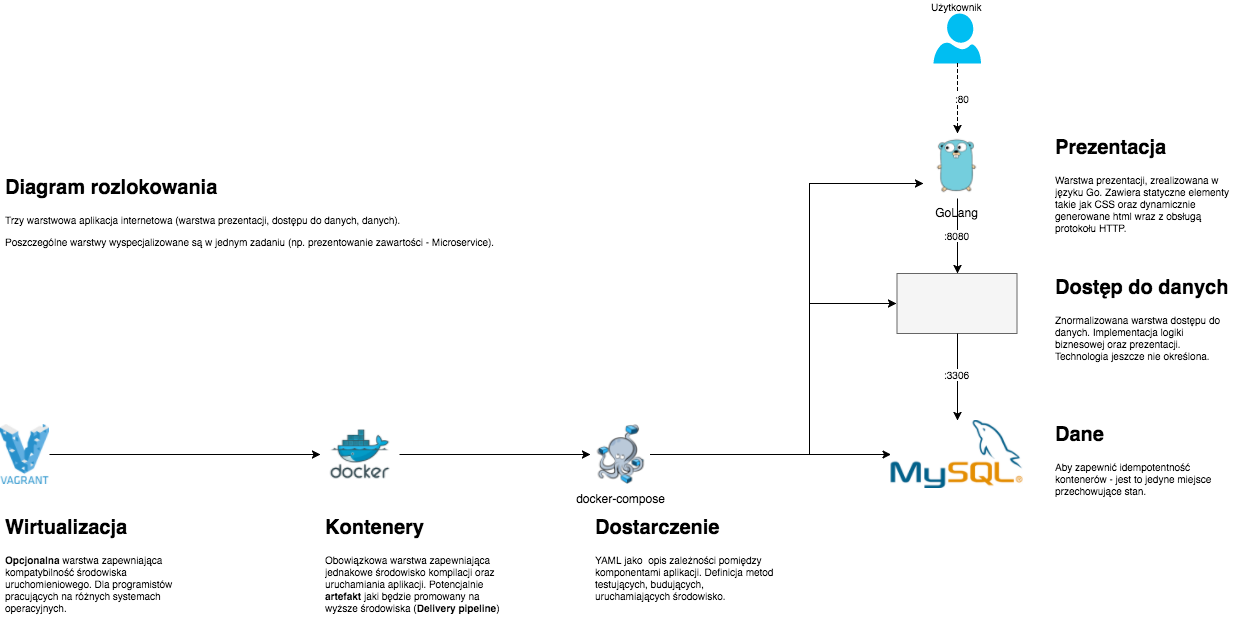 Użytkownik
:80
Prezentacja
Warstwa prezentacji, zrealizowana w
języku Go. Zawiera statyczne elementy
takie jak CSS oraz dynamicznie
generowane html wraz z obsługą
protokołu HTTP.
Diagram rozlokowania
Trzy warstwowa aplikacja internetowa (warstwa prezentacji, dostępu do danych, danych).
Poszczególne warstwy wyspecjalizowane są w jednym zadaniu (np. prezentowanie zawartości - Microservice).
GoLang
:8080
Dostęp do danych
Znormalizowana warstwa dostępu do
danych. Implementacja logiki
biznesowej oraz prezentacji.
Technologia jeszcze nie określona.
:3306
VAGRANT
docker
docker-compose
MySQL
Dane
Aby zapewnić idempotentność
kontenerów - jest to jedyne miejsce
przechowujące stan.
Wirtualizacja
Opcjonalna warstwa zapewniająca
kompatybilność środowiska
uruchomieniowego. Dla programistów
pracujących na różnych systemach
operacyjnych.
Kontenery
Obowiązkowa warstwa zapewniająca
jednakowe środowisko kompilacji oraz
uruchamiania aplikacji. Potencjalnie
artefakt jaki będzie promowany na
wyższe środowiska (Delivery pipeline)
Dostarczenie
YAML jako opis zależności pomiędzy
komponentami aplikacji. Definicja metod
testujących, budujących,
uruchamiających środowisko.